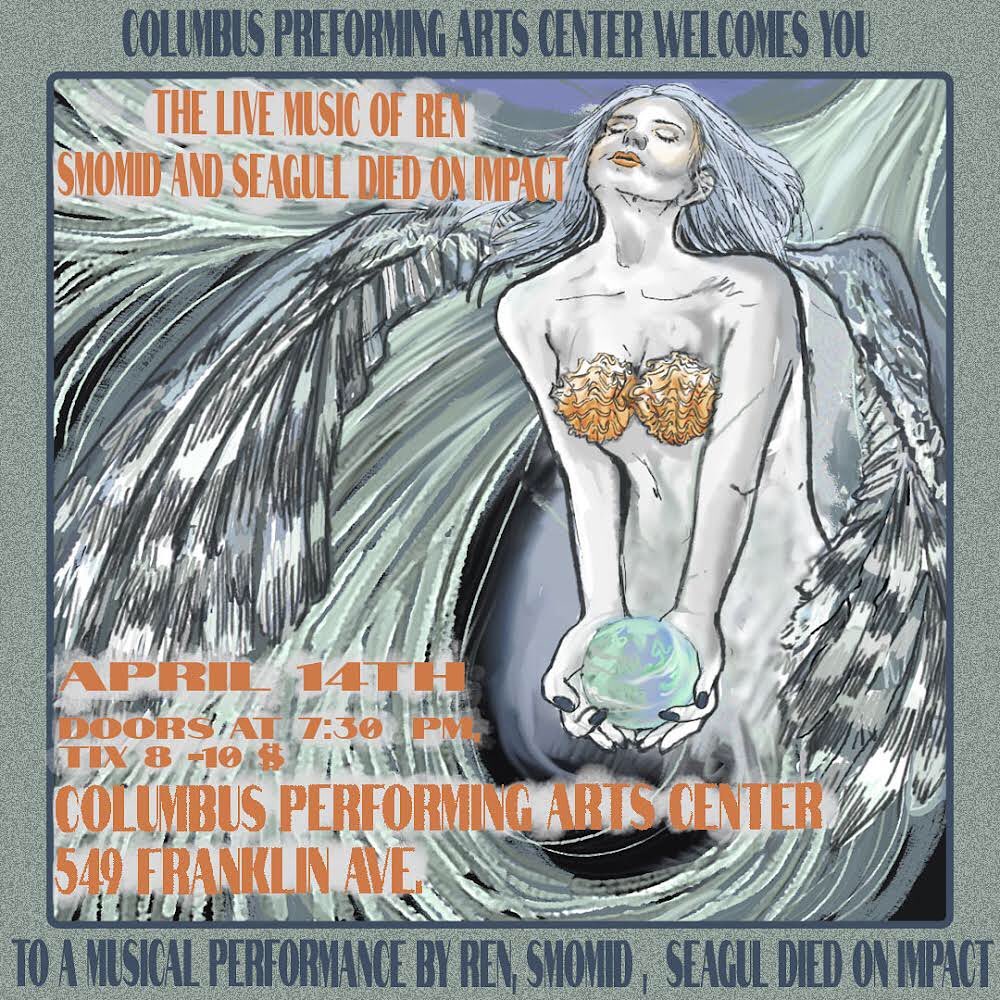 COLUMBUS PREFORMING ARTS CENTER WELCOMES YOU
THE LIVE MUSIC OF REN
SMOMID AND SEAGULL DIED ON IMPACT
APRIL 14TH
DOORS AT 7:30 PM,
TIX 8 -10 $
COLUMBUS PERFORMING ARTS CENTER
549 FRANKLIN AVE.
TO A MUSICAL PERFORMANCE BY REN, SMOMID , SEAGUL DIED ON IMPACT